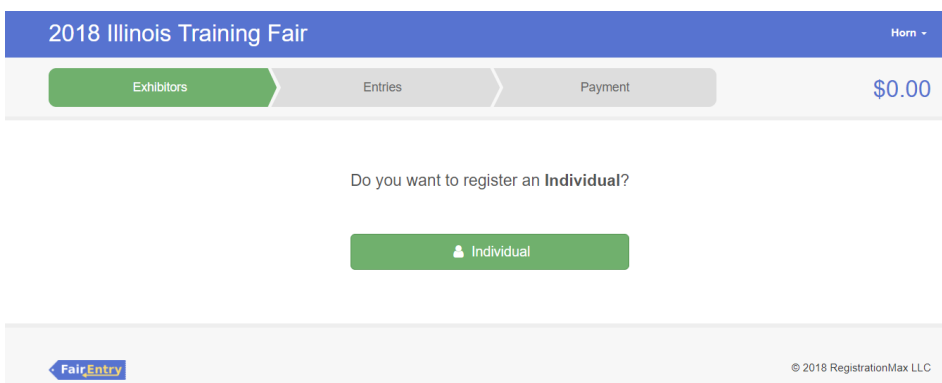 2018 Illinois Training Fair
Horn
Exhibitors
Entries
Payment
$0.00
Do you want to register an Individual?
Individual
FairEntry
© 2018 RegistrationMax LLC